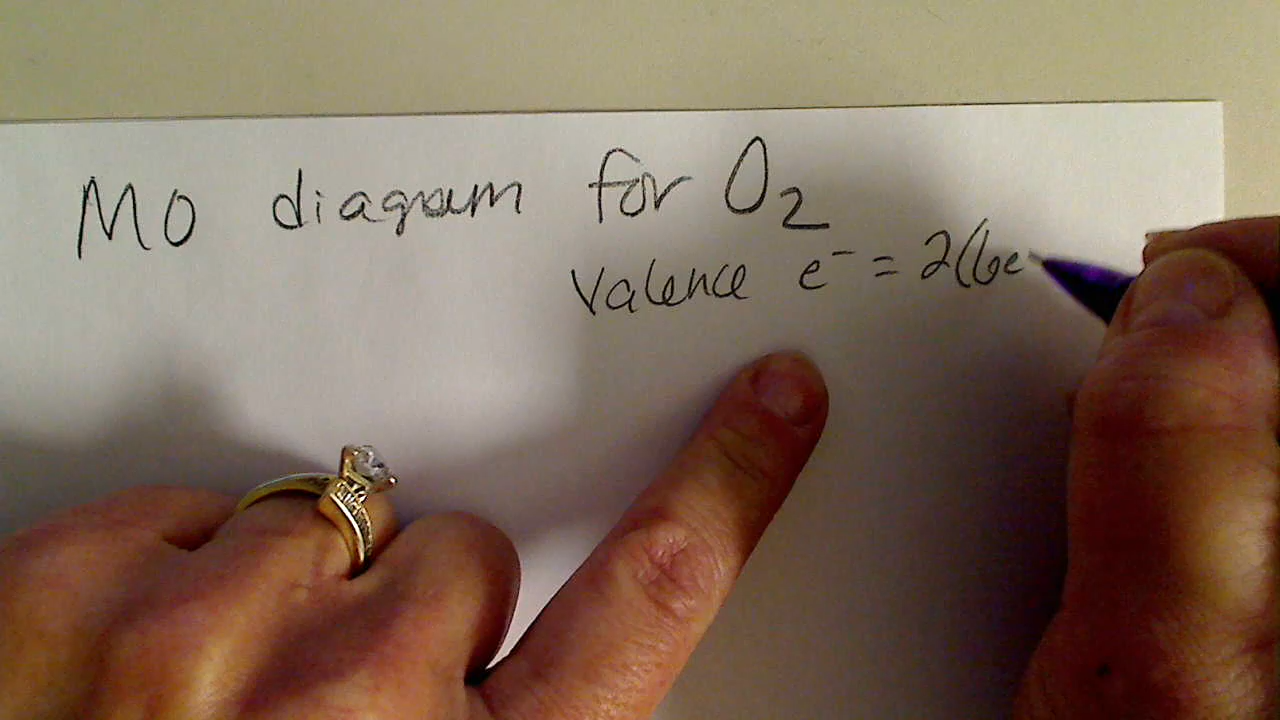 MO diagram for O₂
Valence e⁻ = 2(6e